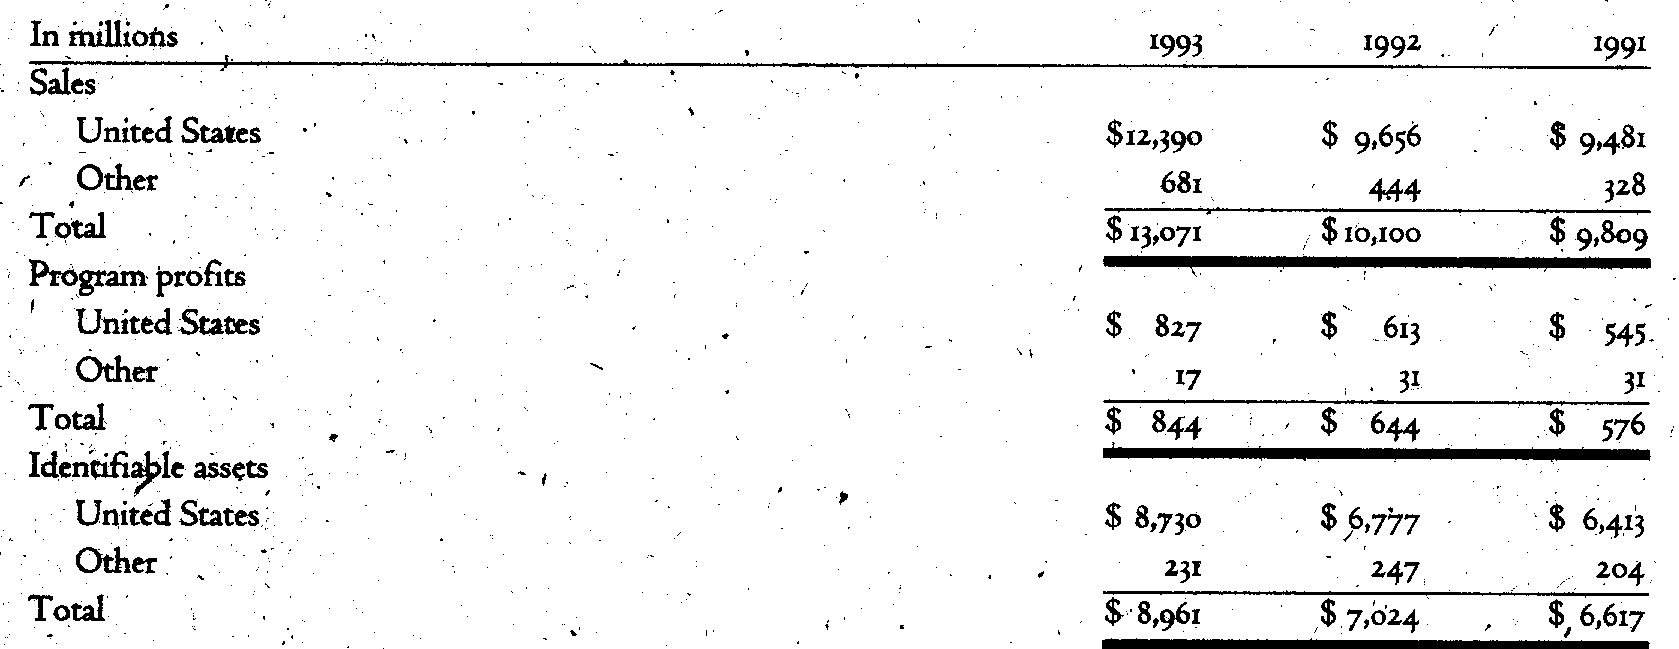 In millions 1993 1992 1991
Sales
United States $12,390 $ 9,656 $ 9,481
Other 681 444 328
Total $13,071 $10,100 $ 9,809
Program profits
United States $ 827 $ 613 $ 545
Other 17 31 31
Total $ 844 $ 644 $ 576
Identifiable assets
United States $ 8,730 $ 6,777 $ 6,413
Other 231 247 204
Total $ 8,961 $ 7,024 $ 6,617